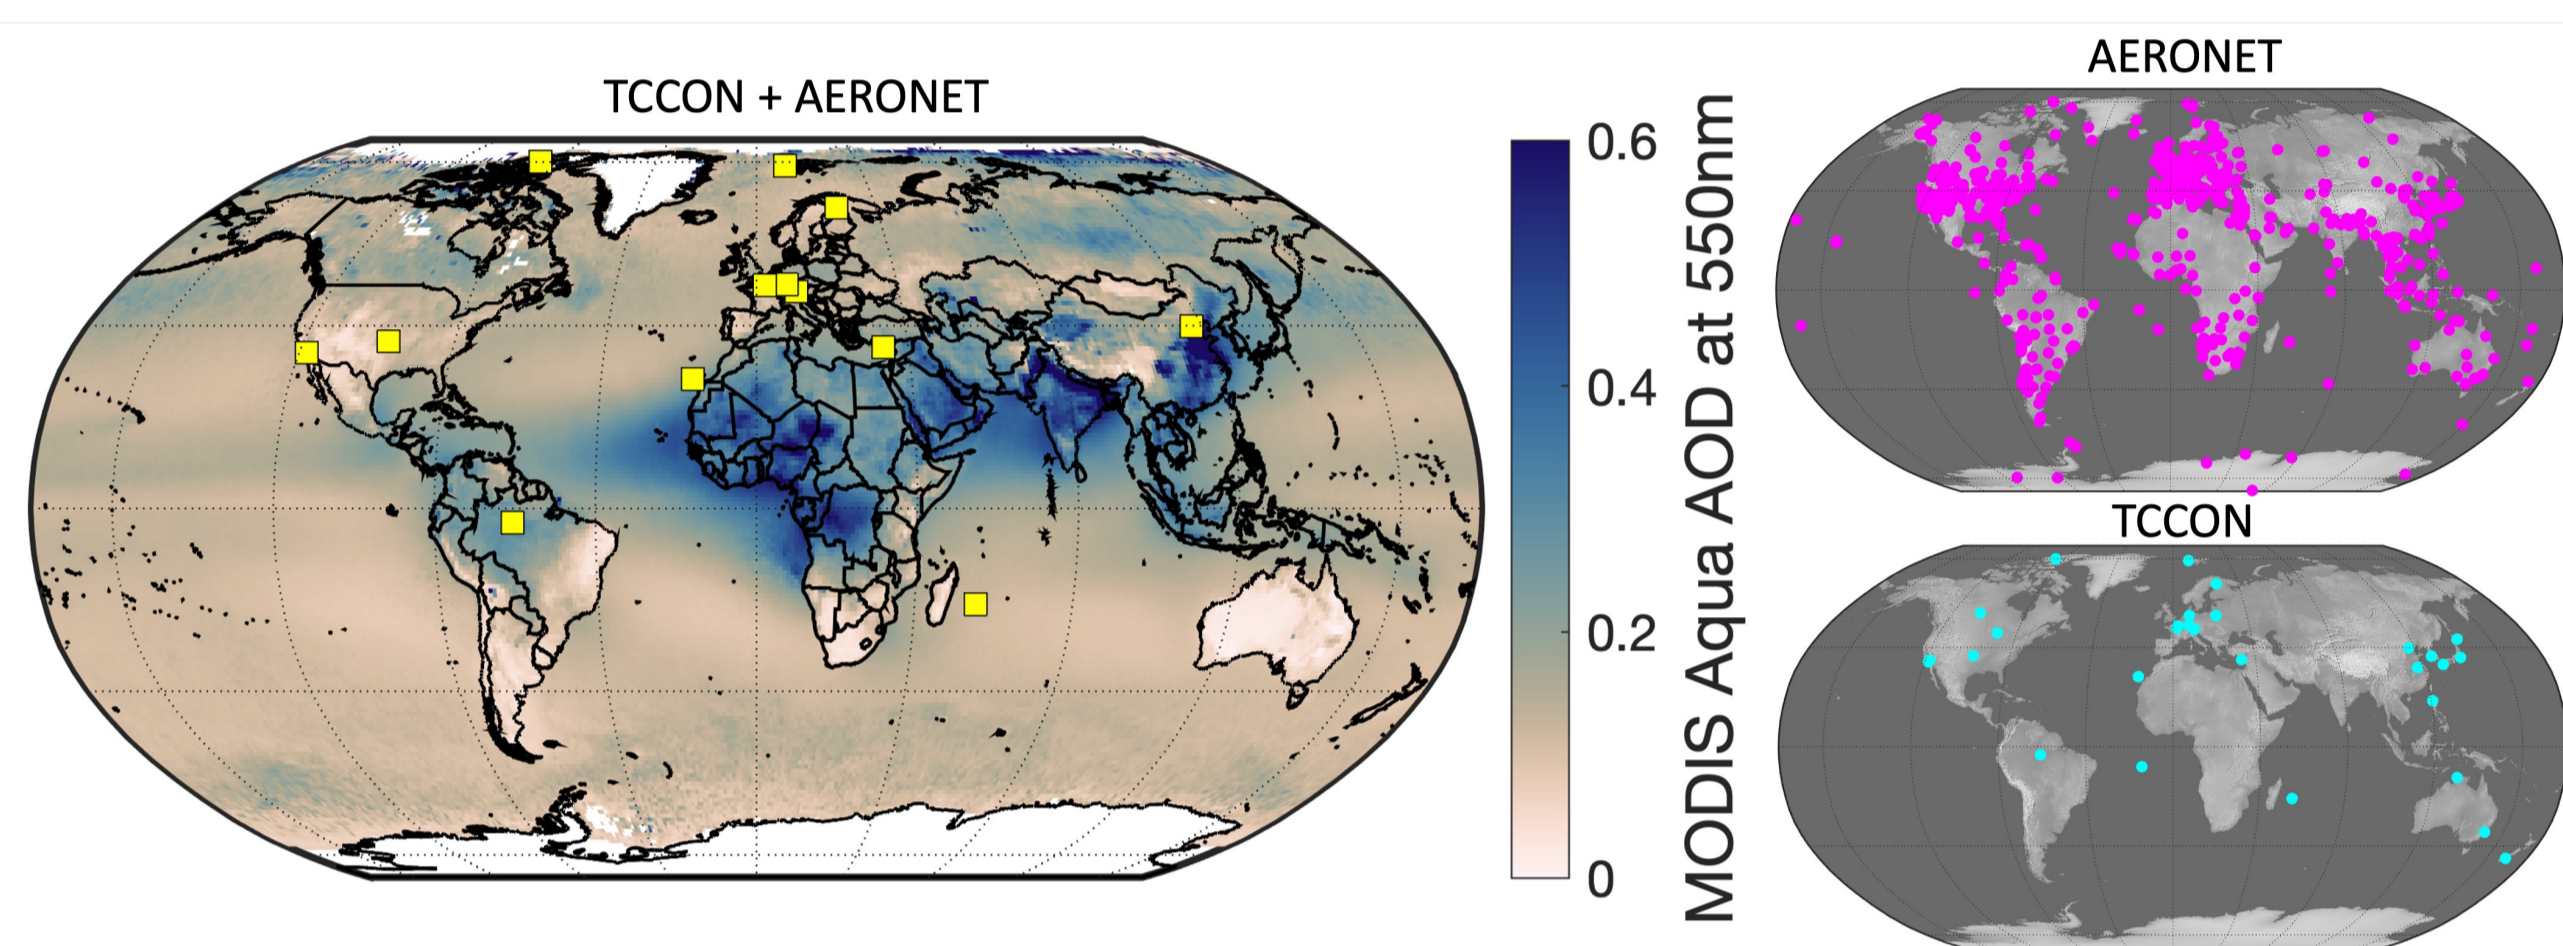 TCCON + AERONET
0.6
0.4
0.2
0
MODIS Aqua AOD at 550nm
AERONET
TCCON